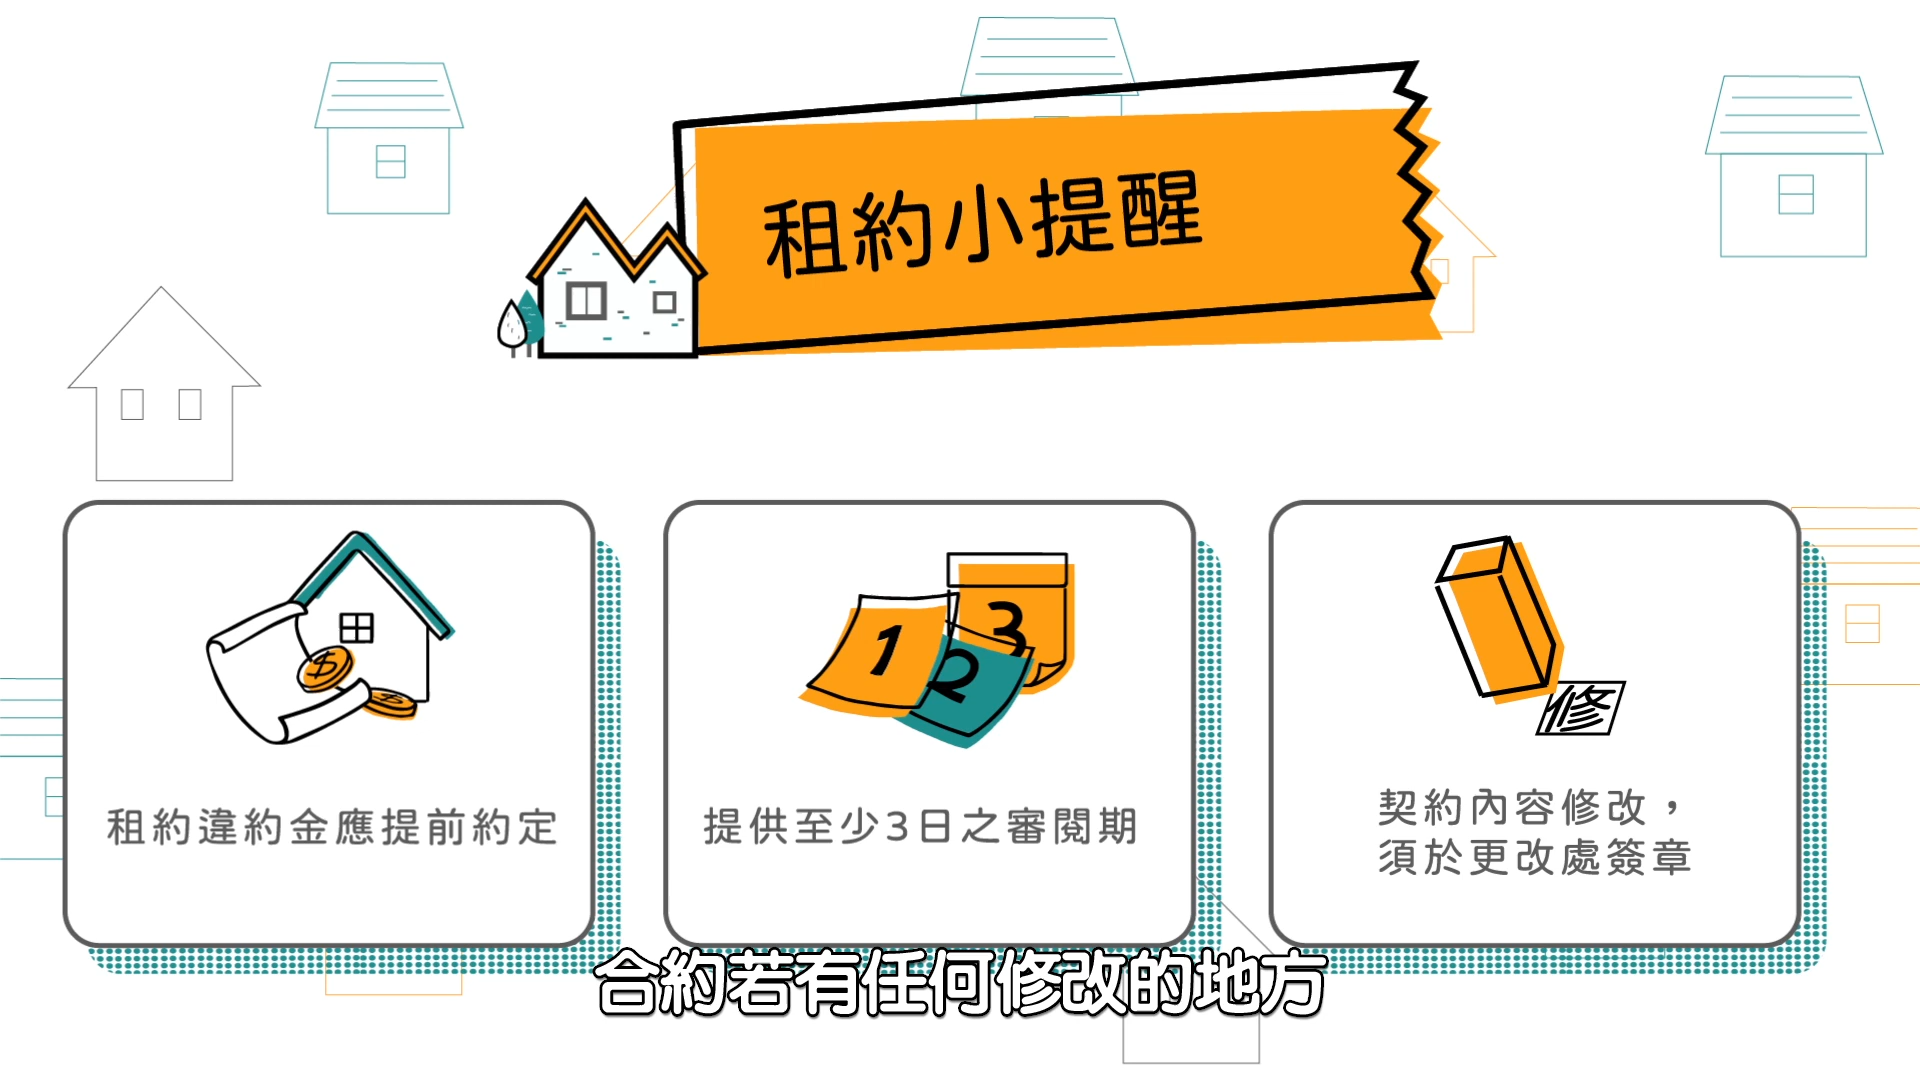 租約小提醒
1
2
3
修
租約違約金應提前約定
提供至少3日之審閱期
契約內容修改，
須於更改處簽章
合約若有任何修改的地方